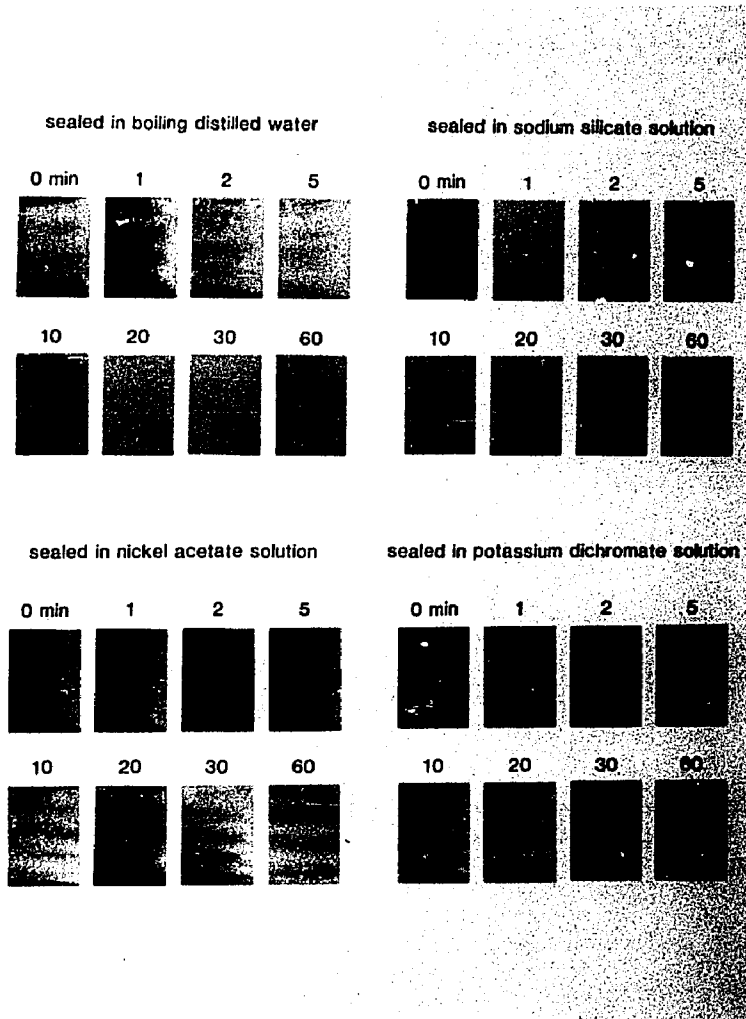 sealed in boiling distilled water
0 min 1 2 5
10 20 30 60
sealed in sodium silicate solution
0 min 1 2 5
10 20 30 60
sealed in nickel acetate solution
0 min 1 2 5
10 20 30 60
sealed in potassium dichromate solution
0 min 1 2 5
10 20 30 60